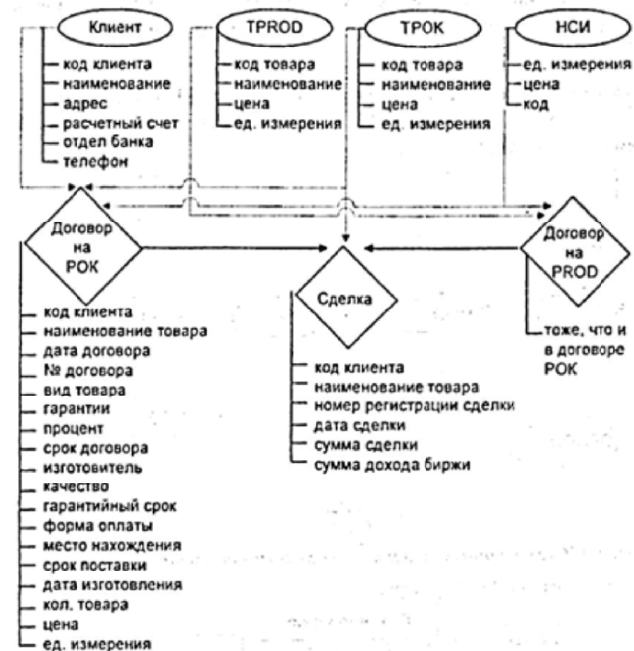 Клиент
код клиента
наименование
адрес
расчетный счет
отдел банка
телефон
TPROD
код товара
наименование
цена
ед. измерения
ТРОК
код товара
наименование
цена
ед. измерения
НСИ
ед. измерения
цена
код
Договор
на
РОК
код клиента
наименование товара
дата договора
№ договора
вид товара
гарантии
процент
срок договора
изготовитель
качество
гарантийный срок
форма оплаты
место нахождения
срок поставки
дата изготовления
кол. товара
цена
ед. измерения
Сделка
код клиента
наименование товара
номер регистрации сделки
дата сделки
сумма сделки
сумма дохода биржи
Договор
на
PROD
тоже, что и
в договоре
РОК